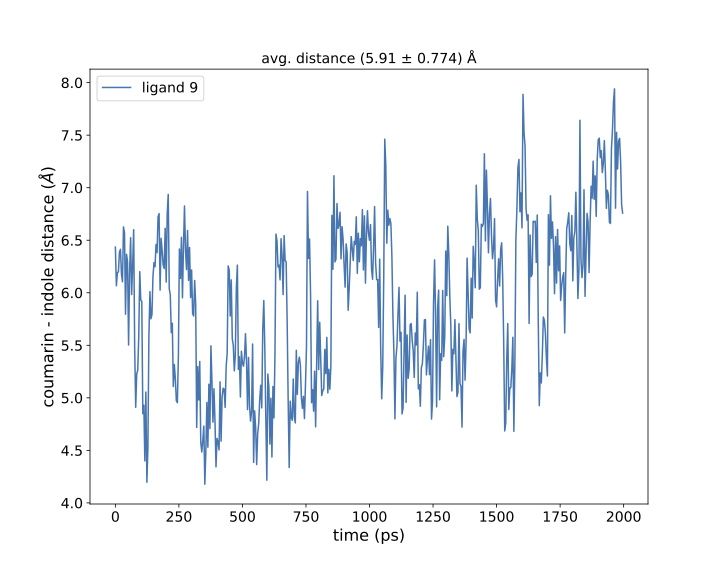 avg. distance (5.91 ± 0.774) Å
ligand 9
coumarin - indole distance (Å)
8.0
7.5
7.0
6.5
6.0
5.5
5.0
4.5
4.0
0 250 500 750 1000 1250 1500 1750 2000
time (ps)